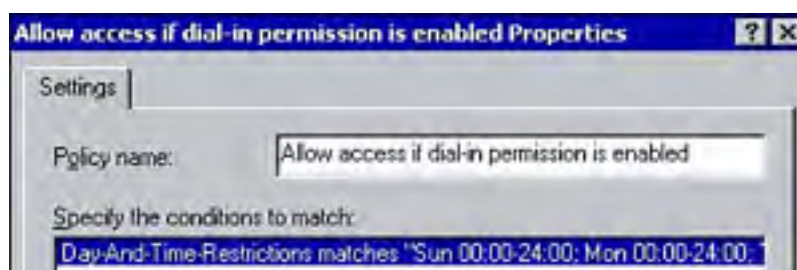 Allow access if dial-in permission is enabled Properties
Settings
Policy name: Allow access if dial-in permission is enabled
Specify the conditions to match:
Day-And-Time-Restrictions matches "Sun 00:00-24:00; Mon 00:00-24:00;